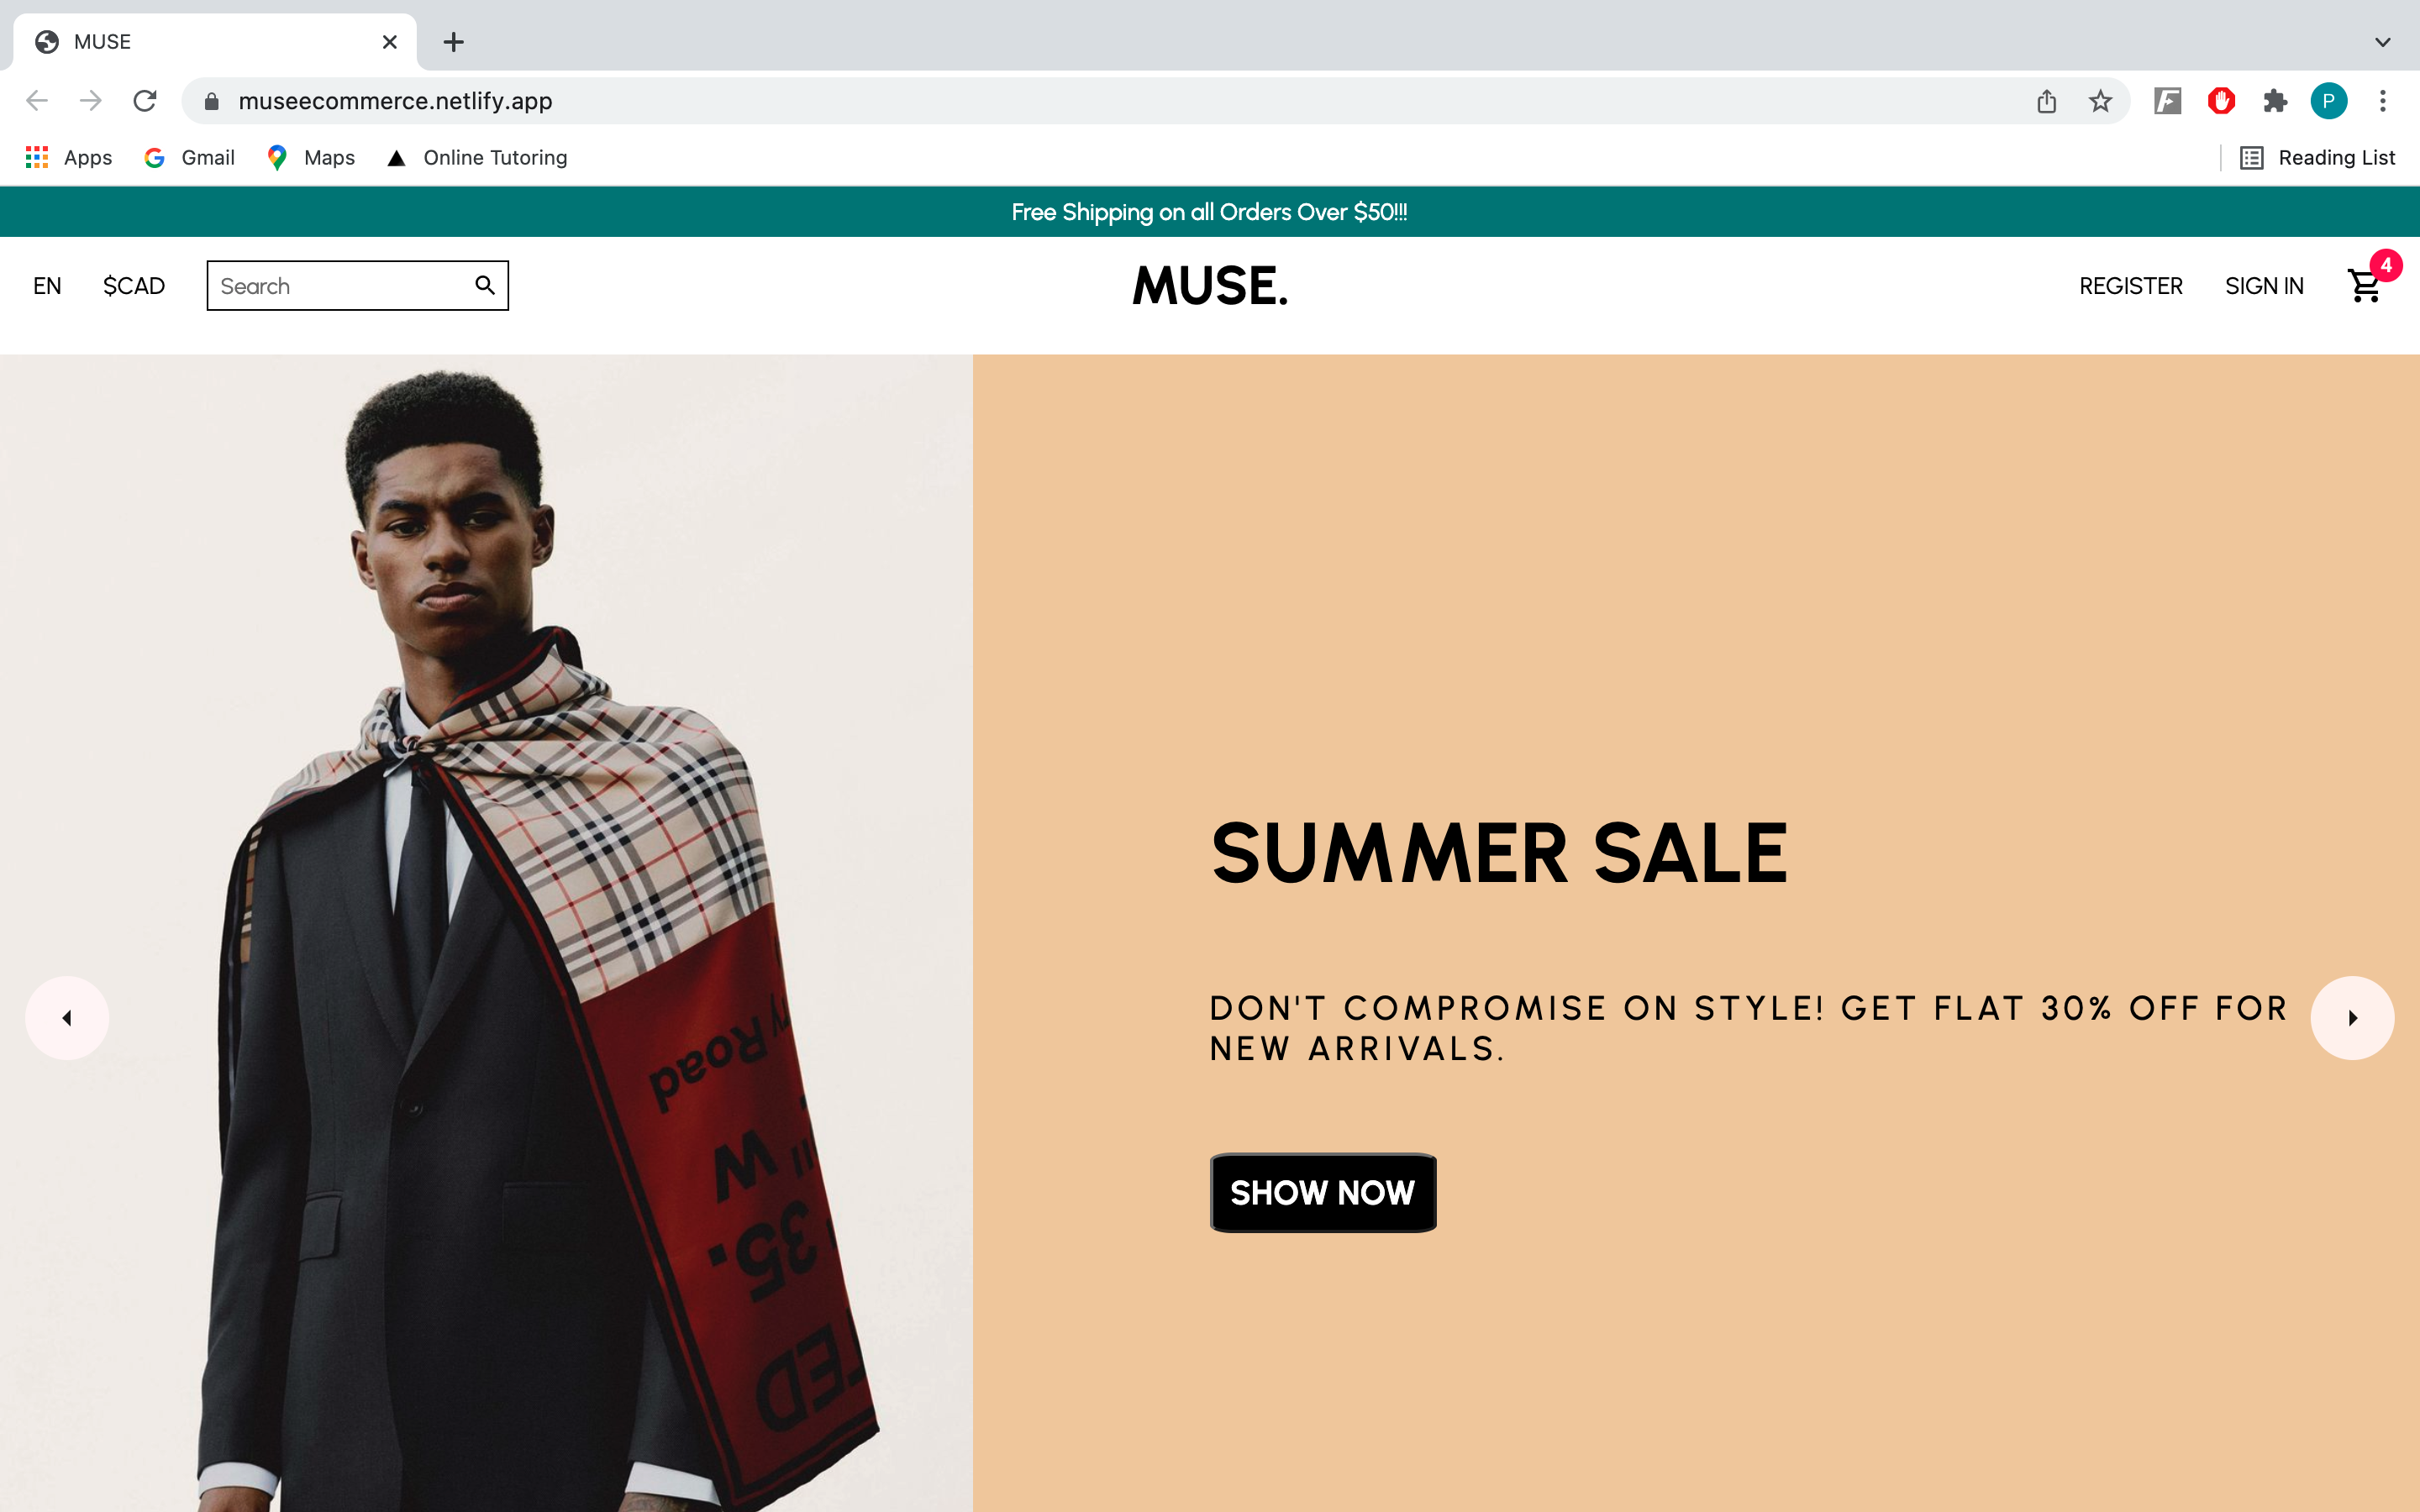 MUSE
museecommerce.netlify.app
P
Apps Gmail Maps Online Tutoring Reading List
Free Shipping on all Orders Over $50!!!
EN $CAD Search MUSE. REGISTER SIGN IN 4
SUMMER SALE
DON'T COMPROMISE ON STYLE! GET FLAT 30% OFF FOR
NEW ARRIVALS.
SHOW NOW
Road
W
35.